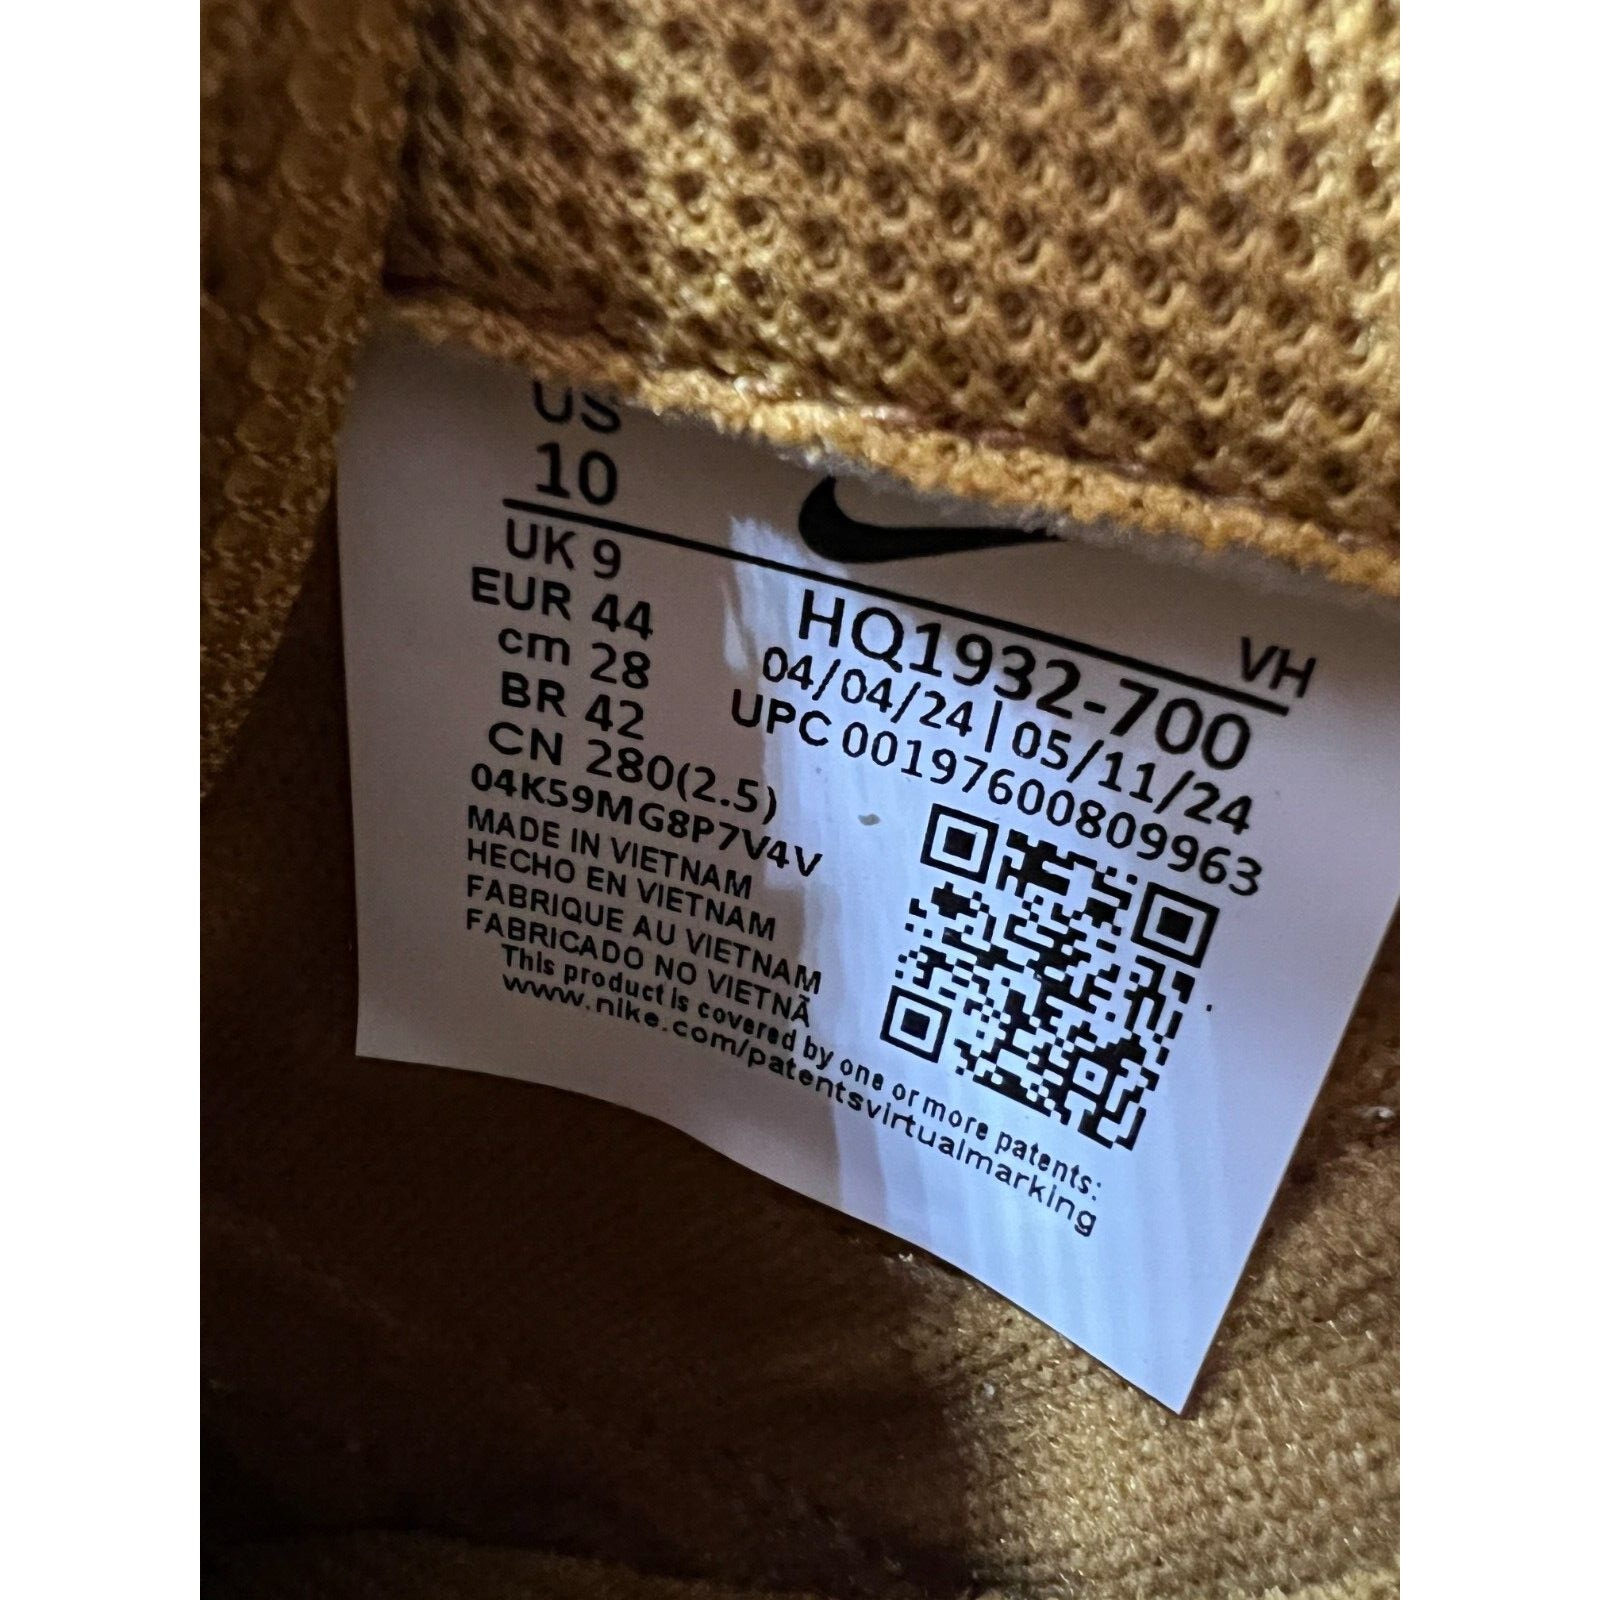 US
10
UK 9
EUR 44
cm 28
BR 42
CN 280(2.5)
04K59MG8P7V4V
MADE IN VIETNAM
HECHO EN VIETNAM
FABRIQUE AU VIETNAM
FABRICADO NO VIETNÃ
This product is covered by one or more patents:
www.nike.com/patentsvirtualmarking
VH
HQ1932-700
04/04/24 | 05/11/24
UPC 00197600809963